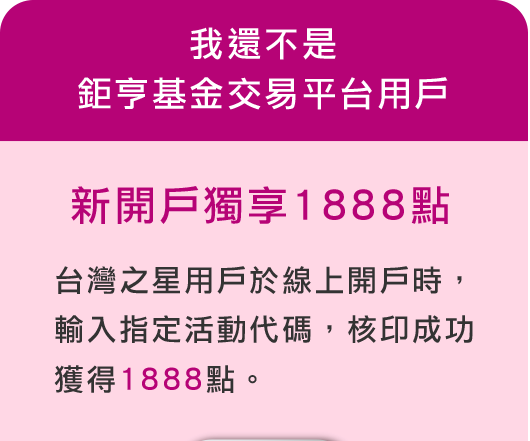 我還不是
鉅亨基金交易平台用戶
新開戶獨享1888點
台灣之星用戶於線上開戶時，
輸入指定活動代碼，核印成功
獲得1888點。